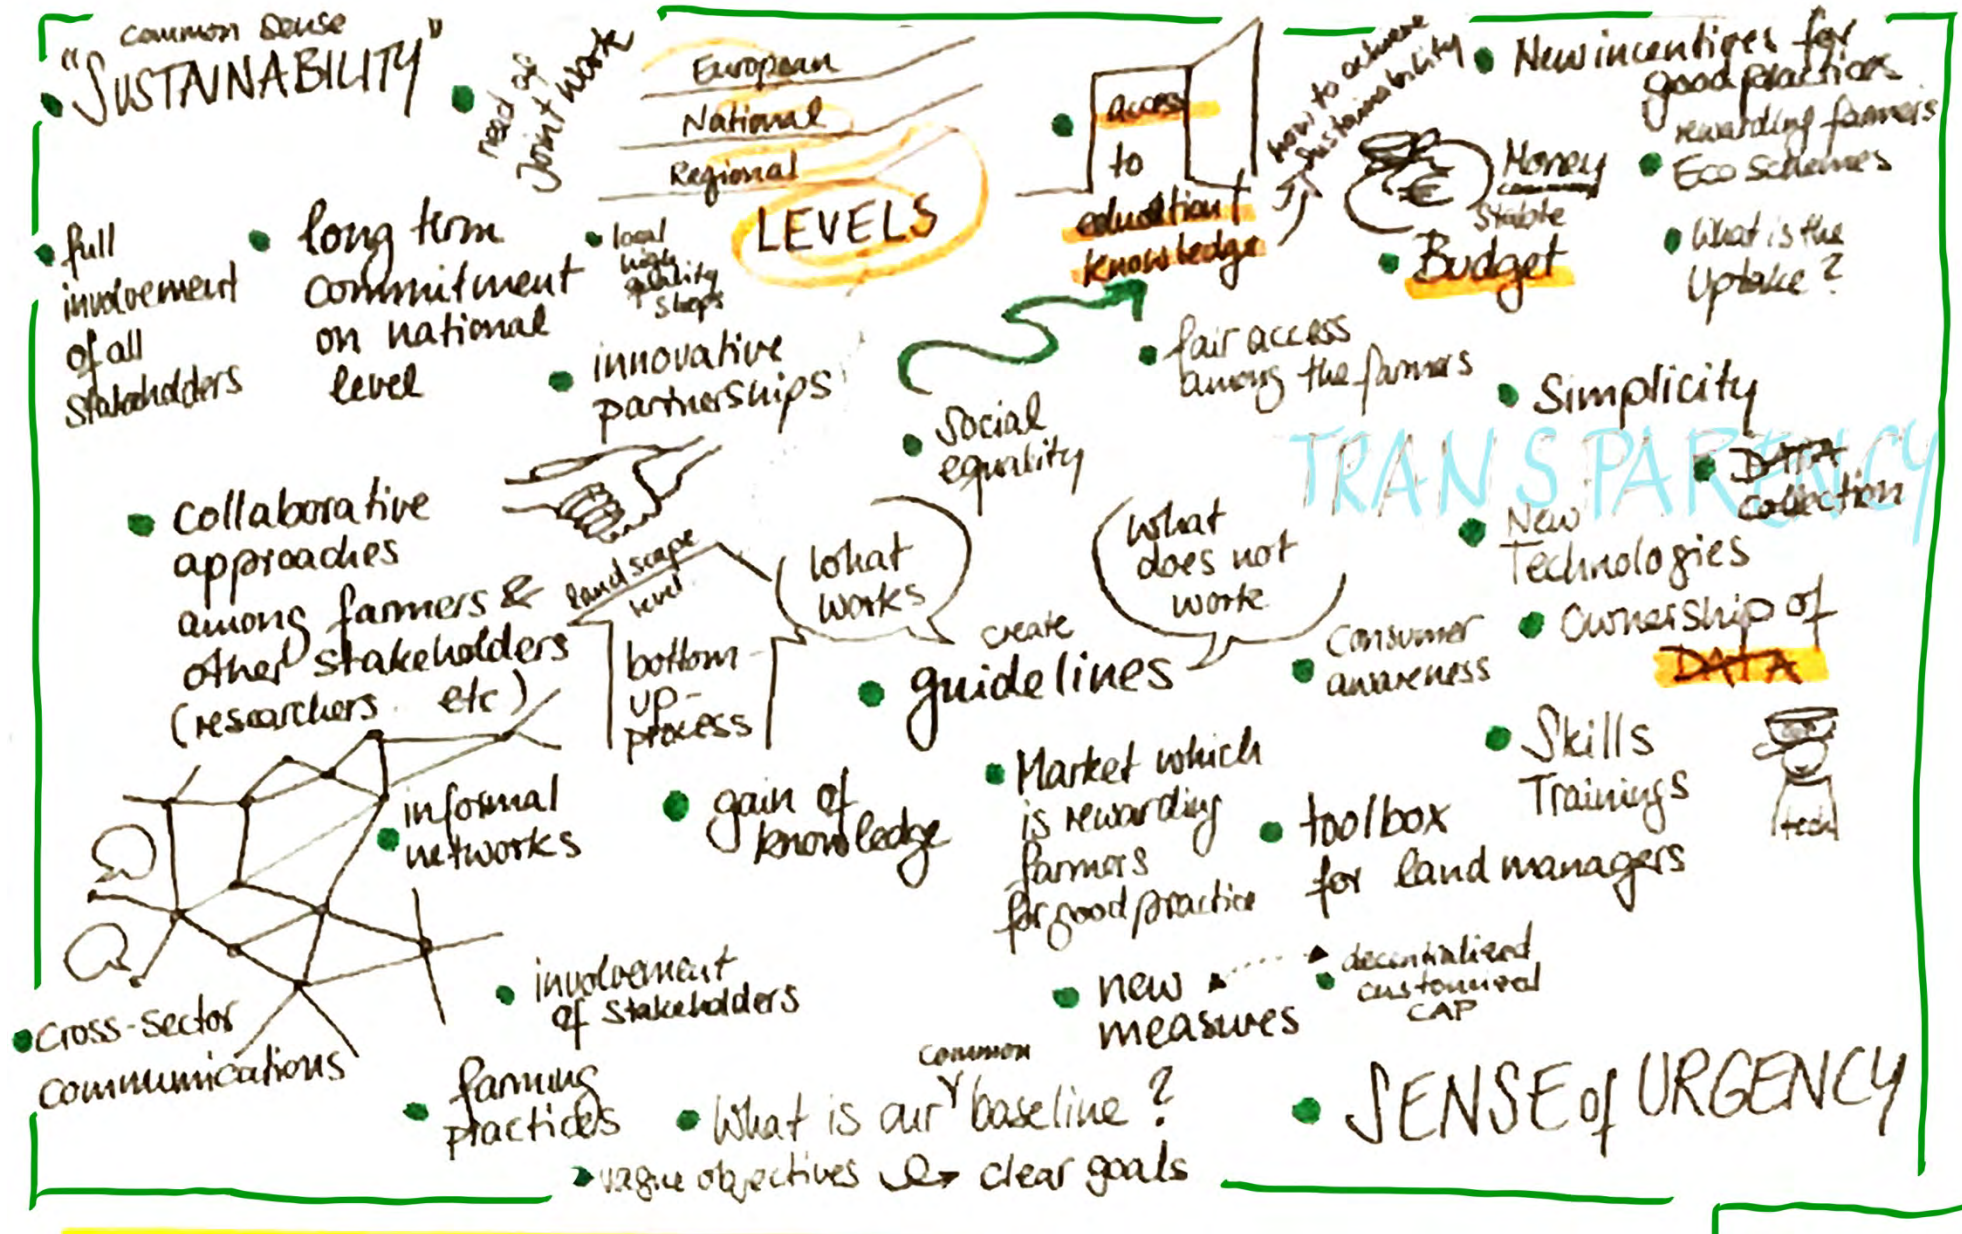 common sense
"SUSTAINABILITY"
need of
Joint work
European
National
Regional
LEVELS
access
to
education/
knowledge
how to achieve
sustainability
New incentives for
good practices
rewarding farmers
Eco schemes
Money
Stable
Budget
What is the
Uptake?
full
involvement
of all
stakeholders
long term
commitment
on national
level
local
high
quality
shops
innovative
partnerships
fair access
among the farmers
Social
equality
Simplicity
TRANSPARENCY
DATA
collection
New
Technologies
Ownership of
DATA
collaborative
approaches
among farmers &
other stakeholders
(researchers. etc)
landscape
level
bottom-
up-
process
What
works
What
does not
work
create
guidelines
Consumer
awareness
Skills
Trainings
tech
informal
networks
gain of
knowledge
Market which
is rewarding
farmers
for good practice
toolbox
for land managers
cross-sector
communications
involvement
of stakeholders
new
measures
decentralized
customized
CAP
farming
practices
common
What is our baseline?
vague objectives → clear goals
SENSE of URGENCY